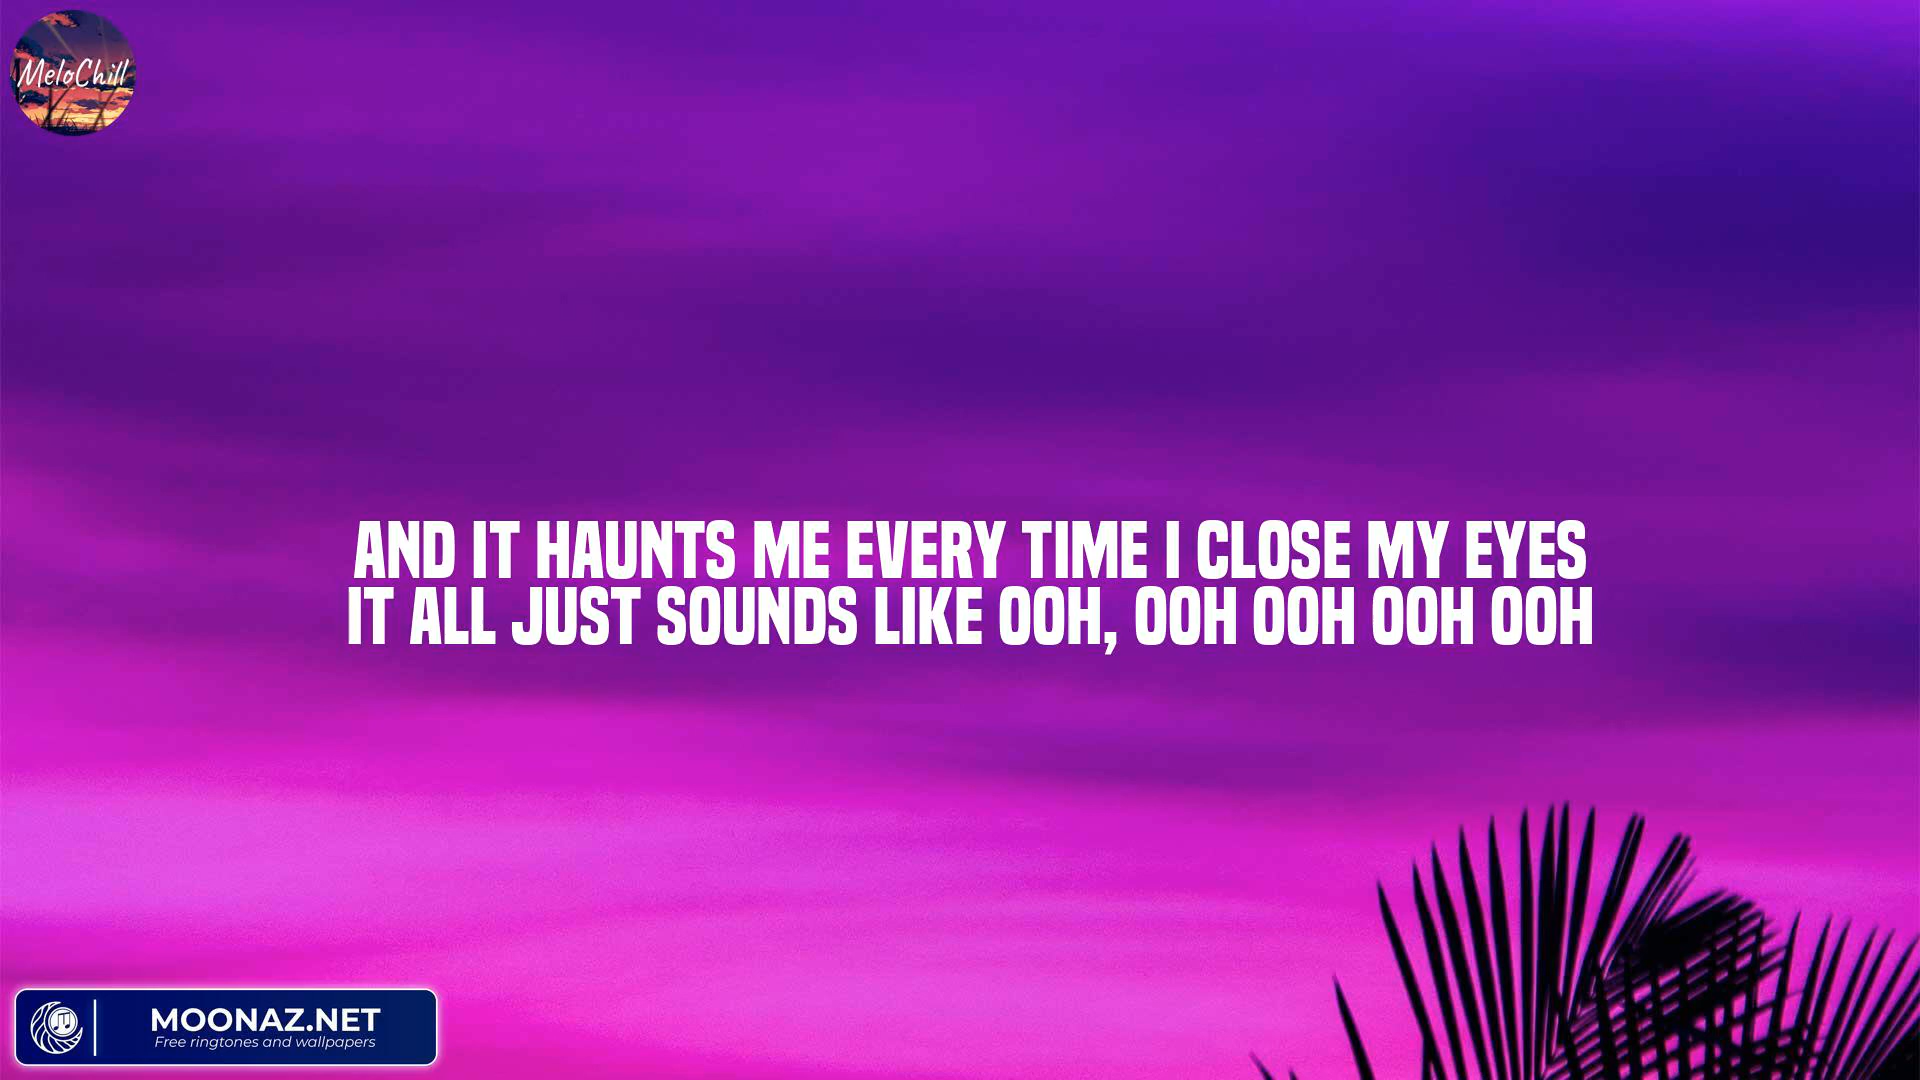 MeloChill
AND IT HAUNTS ME EVERY TIME I CLOSE MY EYES
IT ALL JUST SOUNDS LIKE OOH, OOH OOH OOH OOH
MOONAZ.NET
Free ringtones and wallpapers